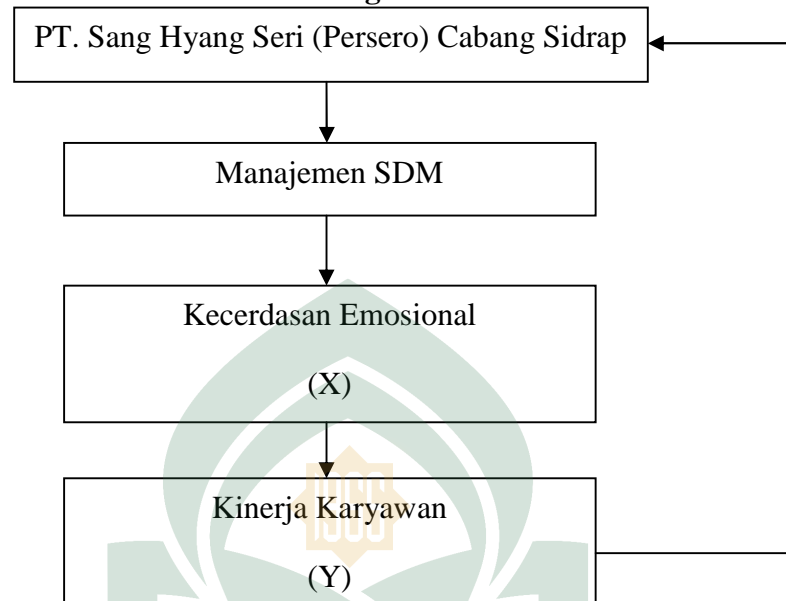 PT. Sang Hyang Seri (Persero) Cabang Sidrap
Manajemen SDM
Kecerdasan Emosional
(X)
Kinerja Karyawan
(Y)